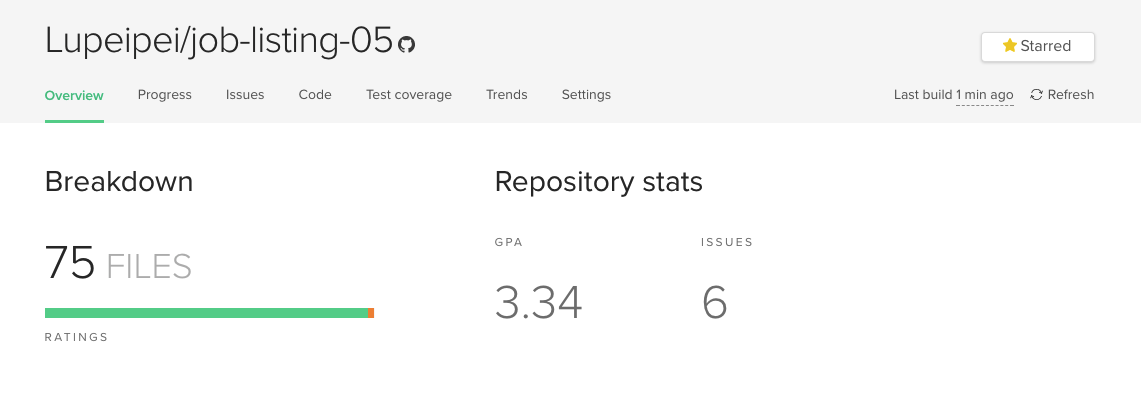 Lupeipei/job-listing-05
Starred
Overview Progress Issues Code Test coverage Trends Settings Last build 1 min ago Refresh
Breakdown
Repository stats
GPA ISSUES
75 FILES
3.34 6
RATINGS